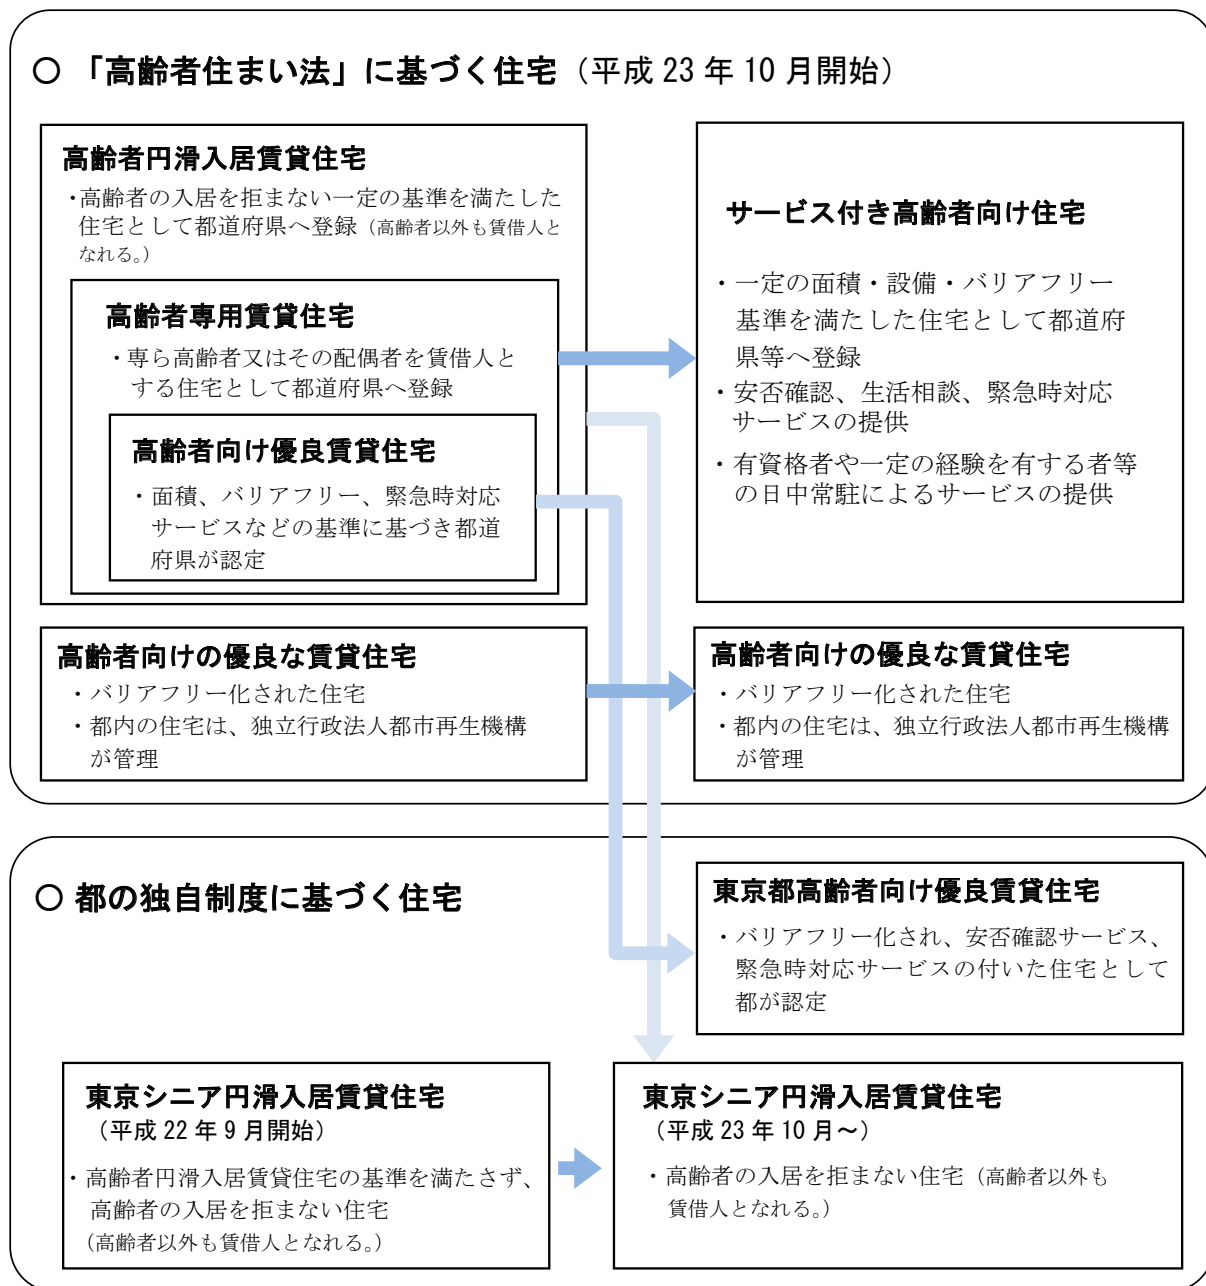 ○ 「高齢者住まい法」に基づく住宅（平成 23 年 10 月開始）
高齢者円滑入居賃貸住宅
・高齢者の入居を拒まない一定の基準を満たした
住宅として都道府県へ登録（高齢者以外も賃借人と
なれる。）
高齢者専用賃貸住宅
・専ら高齢者又はその配偶者を賃借人と
する住宅として都道府県へ登録
高齢者向け優良賃貸住宅
・面積、バリアフリー、緊急時対応
サービスなどの基準に基づき都道
府県が認定
サービス付き高齢者向け住宅
・一定の面積・設備・バリアフリー
基準を満たした住宅として都道府
県等へ登録
・安否確認、生活相談、緊急時対応
サービスの提供
・有資格者や一定の経験を有する者等
の日中常駐によるサービスの提供
高齢者向けの優良な賃貸住宅
・バリアフリー化された住宅
・都内の住宅は、独立行政法人都市再生機構
が管理
高齢者向けの優良な賃貸住宅
・バリアフリー化された住宅
・都内の住宅は、独立行政法人都市再生機構
が管理
○ 都の独自制度に基づく住宅
東京都高齢者向け優良賃貸住宅
・バリアフリー化され、安否確認サービス、
緊急時対応サービスの付いた住宅として
都が認定
東京シニア円滑入居賃貸住宅
（平成 22 年 9 月開始）
・高齢者円滑入居賃貸住宅の基準を満たさず、
高齢者の入居を拒まない住宅
（高齢者以外も賃借人となれる。）
東京シニア円滑入居賃貸住宅
（平成 23 年 10 月～）
・高齢者の入居を拒まない住宅（高齢者以外も
賃借人となれる。）